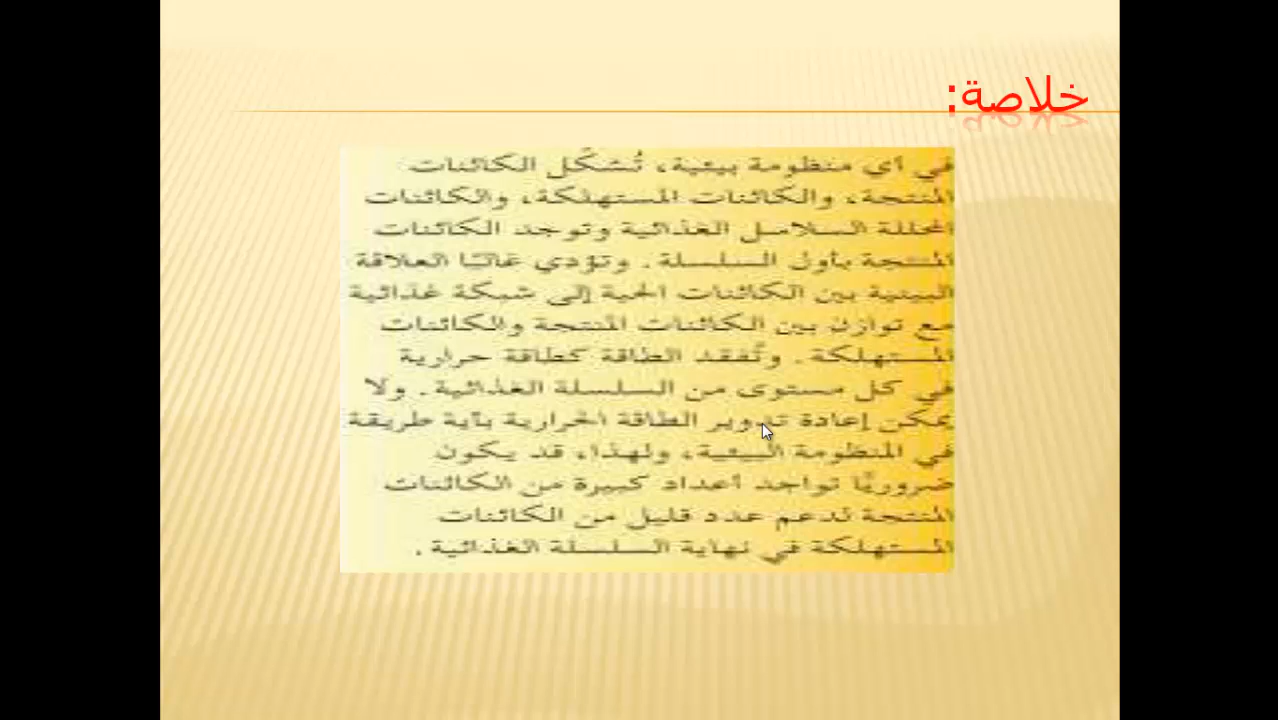 خلاصة:
في أي منظومة بيئية، تُشكّل الكائنات
المنتجة، والكائنات المستهلكة، والكائنات
المحللة السلاسل الغذائية وتوجد الكائنات
المنتجة بأول السلسلة. وتؤدي غالبًا العلاقة
البيئية بين الكائنات الحية إلى شبكة غذائية
مع توازن بين الكائنات المنتجة والكائنات
المستهلكة. وتُفقد الطاقة كطاقة حرارية
في كل مستوى من السلسلة الغذائية. ولا
يمكن إعادة تدوير الطاقة الحرارية بأية طريقة
في المنظومة البيئية، ولهذا، قد يكون
ضروريًّا تواجد أعداد كبيرة من الكائنات
المنتجة لدعم عدد قليل من الكائنات
المستهلكة في نهاية السلسلة الغذائية.